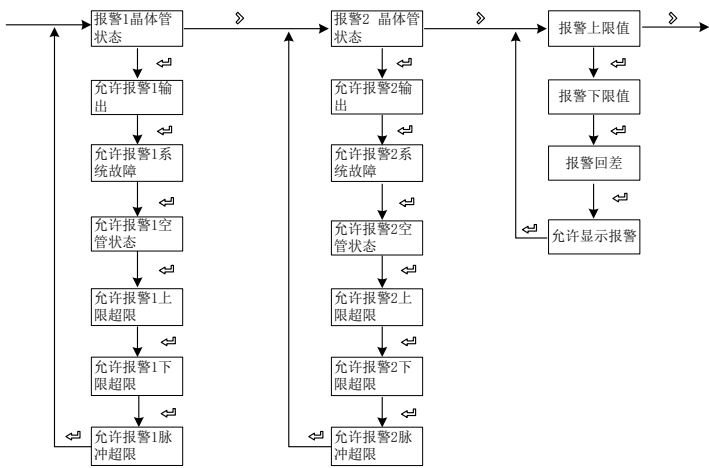 报警1晶体管
状态
允许报警1输
出
允许报警1系
统故障
允许报警1空
管状态
允许报警1上
限超限
允许报警1下
限超限
允许报警1脉
冲超限
报警2 晶体管
状态
允许报警2输
出
允许报警2系
统故障
允许报警2空
管状态
允许报警2上
限超限
允许报警2下
限超限
允许报警2脉
冲超限
报警上限值
报警下限值
报警回差
允许显示报警